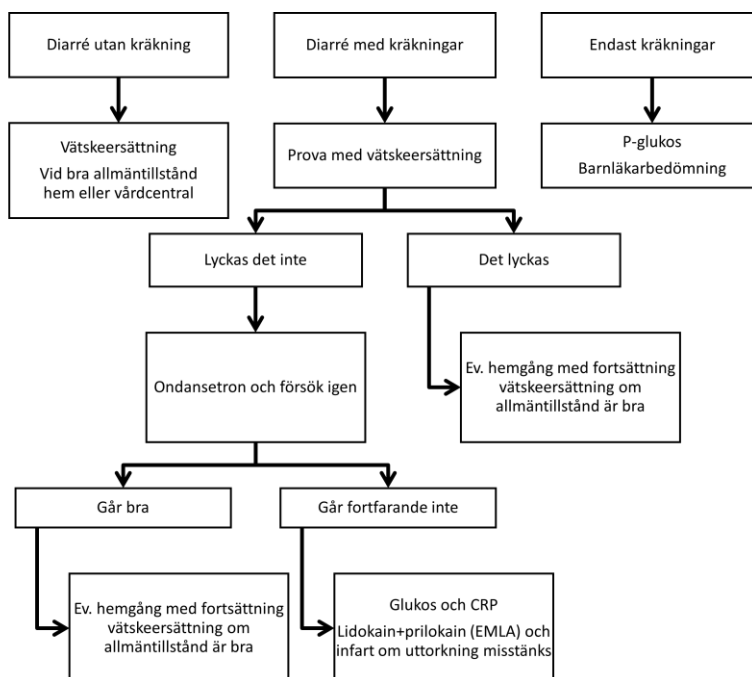 Diarré utan kräkning
Diarré med kräkningar
Endast kräkningar
Vätskeersättning
Vid bra allmäntillstånd
hem eller vårdcentral
Prova med vätskeersättning
P-glukos
Barnläkarbedömning
Lyckas det inte
Det lyckas
Ondansetron och försök igen
Ev. hemgång med fortsättning
vätskeersättning om
allmäntillstånd är bra
Går bra
Går fortfarande inte
Ev. hemgång med fortsättning
vätskeersättning om
allmäntillstånd är bra
Glukos och CRP
Lidokain+prilokain (EMLA) och
infart om uttorkning misstänks